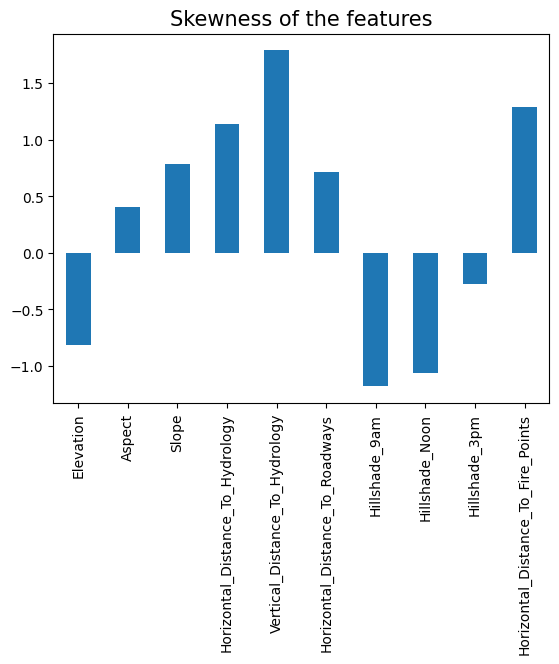 Skewness of the features
1.5
1.0
0.5
0.0
−0.5
−1.0
Elevation
Aspect
Slope
Horizontal_Distance_To_Hydrology
Vertical_Distance_To_Hydrology
Horizontal_Distance_To_Roadways
Hillshade_9am
Hillshade_Noon
Hillshade_3pm
Horizontal_Distance_To_Fire_Points